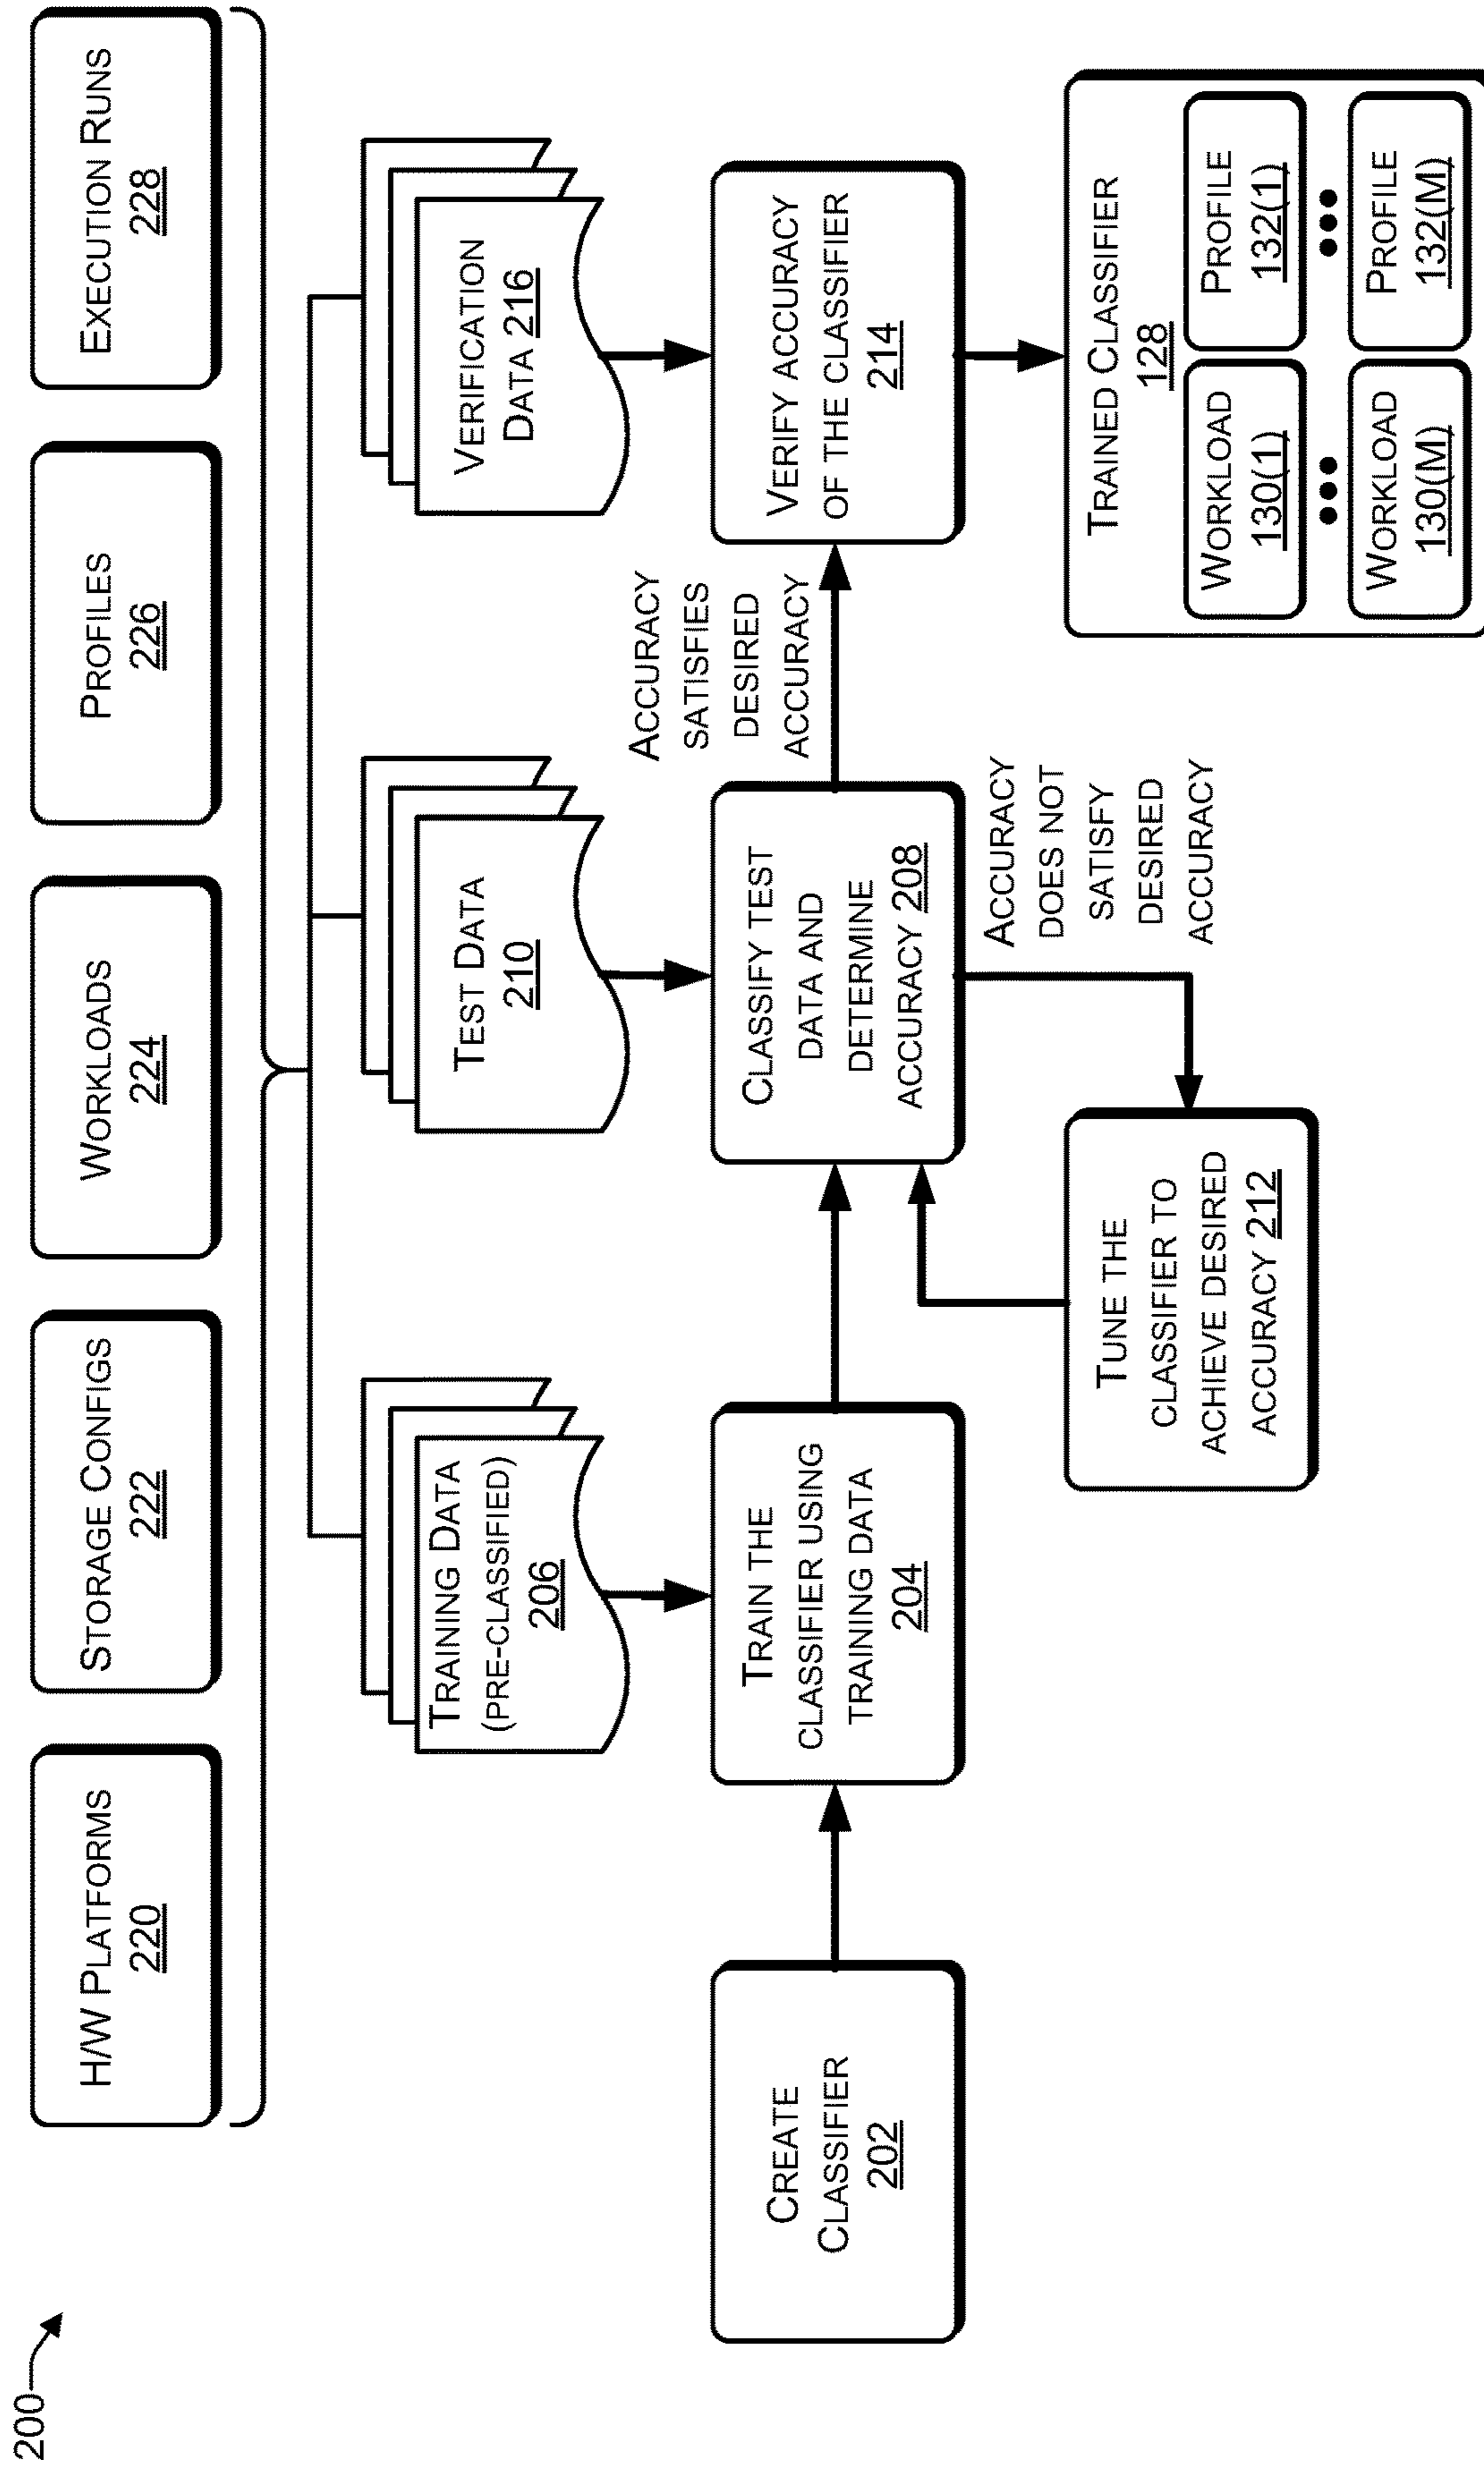 200
H/W PLATFORMS
220
STORAGE CONFIGS
222
WORKLOADS
224
PROFILES
226
EXECUTION RUNS
228
TRAINING DATA
(PRE-CLASSIFIED)
206
TEST DATA
210
VERIFICATION
DATA 216
CREATE
CLASSIFIER
202
TRAIN THE
CLASSIFIER USING
TRAINING DATA
204
CLASSIFY TEST
DATA AND
DETERMINE
ACCURACY 208
ACCURACY
SATISFIES
DESIRED
ACCURACY
VERIFY ACCURACY
OF THE CLASSIFIER
214
ACCURACY
DOES NOT
SATISFY
DESIRED
ACCURACY
TUNE THE
CLASSIFIER TO
ACHIEVE DESIRED
ACCURACY 212
TRAINED CLASSIFIER
128
WORKLOAD
130(1)
PROFILE
132(1)
WORKLOAD
130(M)
PROFILE
132(M)